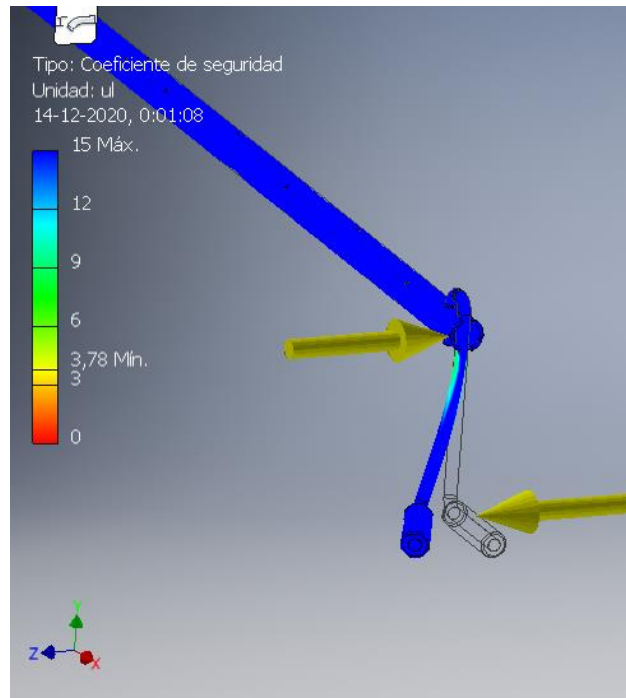 Tipo: Coeficiente de seguridad
Unidad: ul
14-12-2020, 0:01:08
15 Máx.
12
9
6
3,78 Mín.
3
0
Y
Z
X